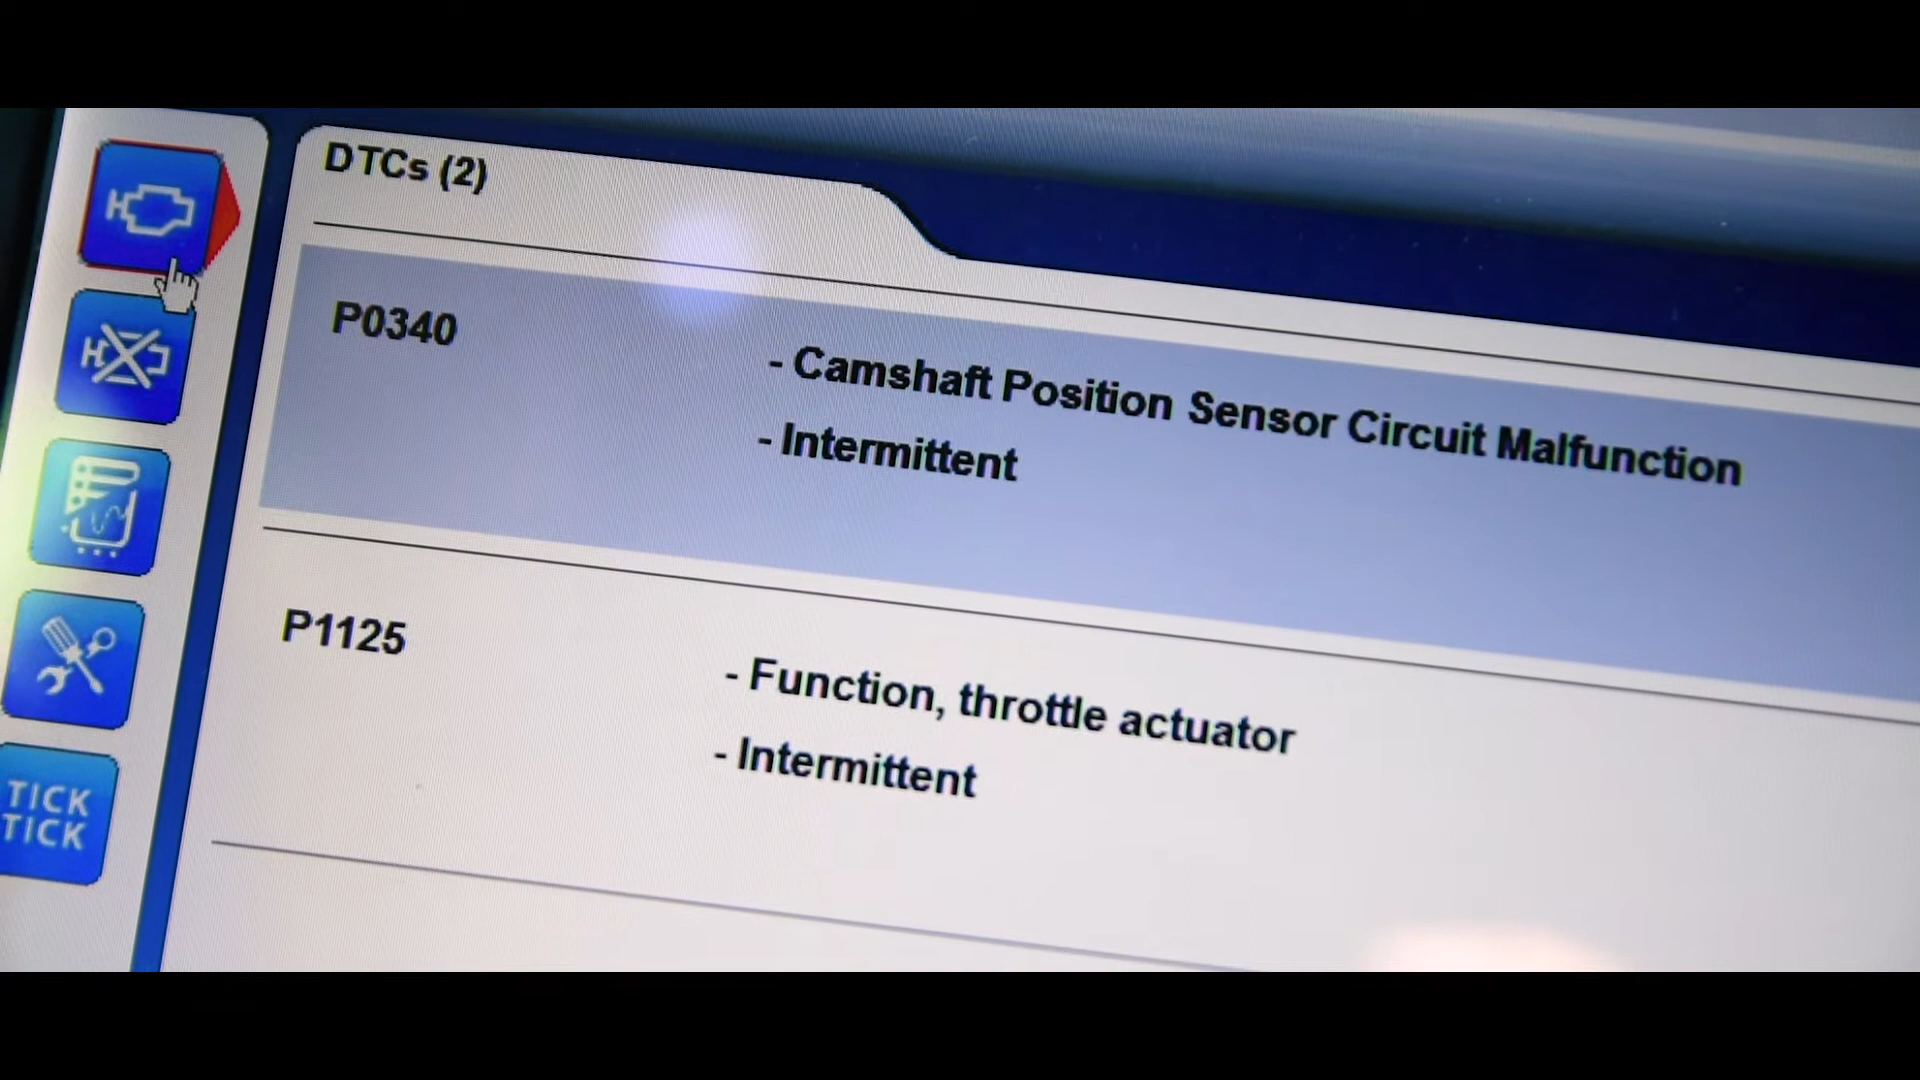 DTCs (2)
P0340
- Camshaft Position Sensor Circuit Malfunction
- Intermittent
P1125
- Function, throttle actuator
- Intermittent
TICK
TICK